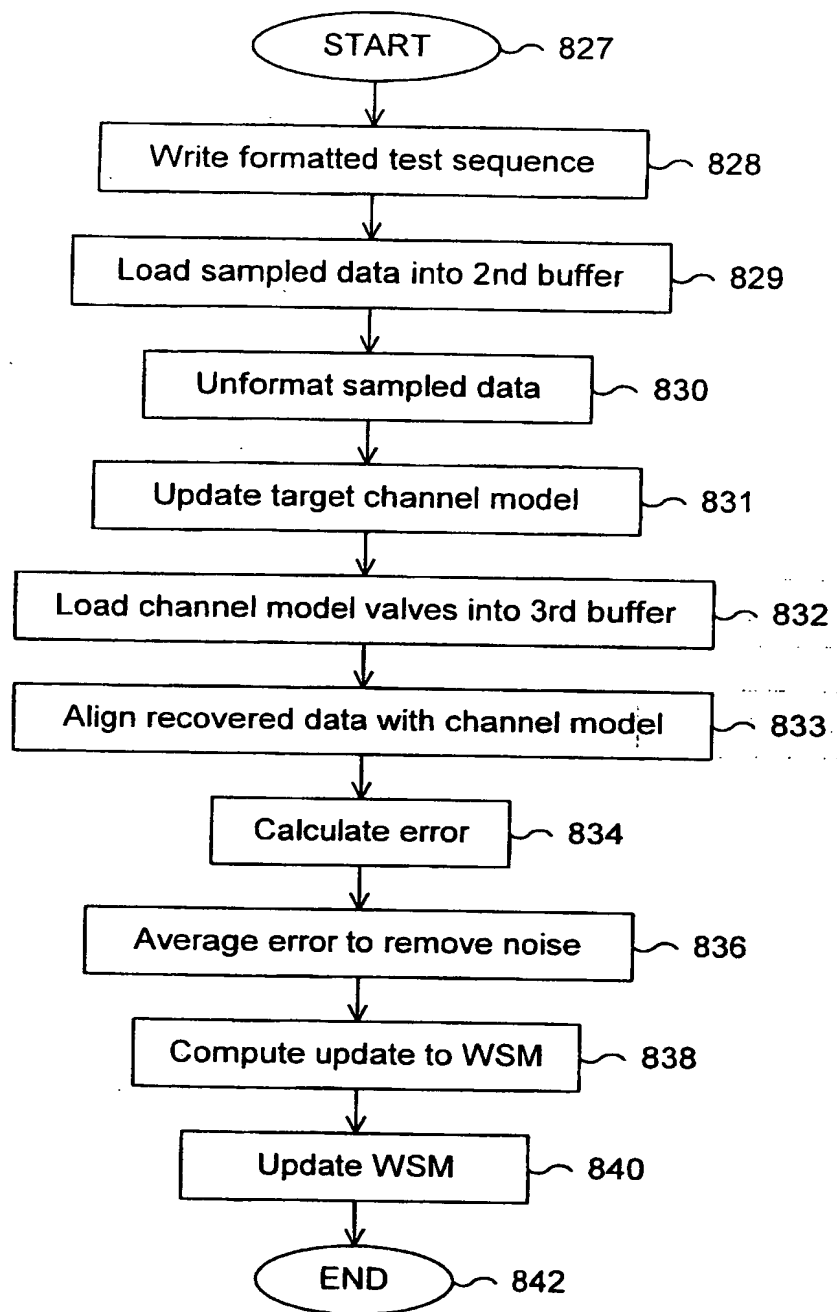 START 827
Write formatted test sequence 828
Load sampled data into 2nd buffer 829
Unformat sampled data 830
Update target channel model 831
Load channel model valves into 3rd buffer 832
Align recovered data with channel model 833
Calculate error 834
Average error to remove noise 836
Compute update to WSM 838
Update WSM 840
END 842